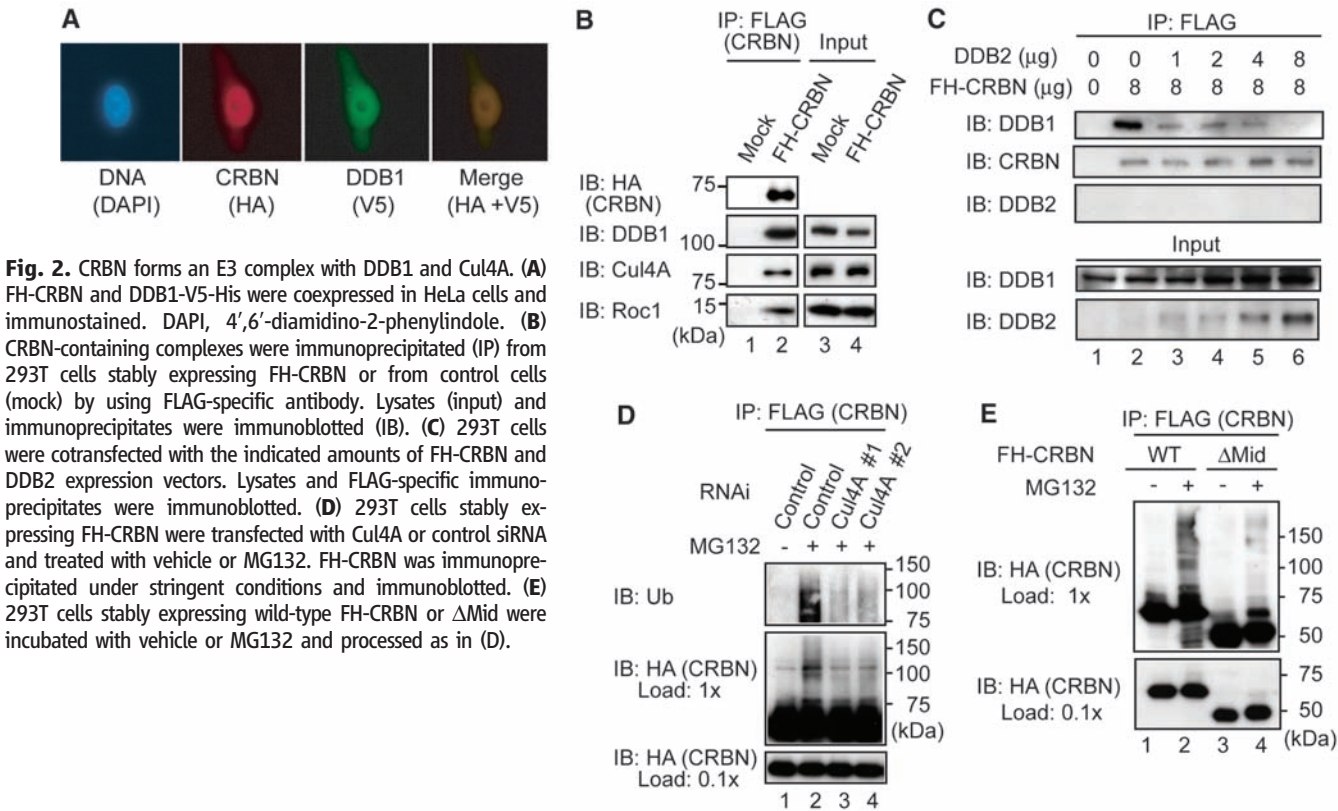 A
DNA
(DAPI)
CRBN
(HA)
DDB1
(V5)
Merge
(HA +V5)
Fig. 2. CRBN forms an E3 complex with DDB1 and Cul4A. (A)
FH-CRBN and DDB1-V5-His were coexpressed in HeLa cells and
immunostained. DAPI, 4′,6′-diamidino-2-phenylindole. (B)
CRBN-containing complexes were immunoprecipitated (IP) from
293T cells stably expressing FH-CRBN or from control cells
(mock) by using FLAG-specific antibody. Lysates (input) and
immunoprecipitates were immunoblotted (IB). (C) 293T cells
were cotransfected with the indicated amounts of FH-CRBN and
DDB2 expression vectors. Lysates and FLAG-specific immuno-
precipitates were immunoblotted. (D) 293T cells stably ex-
pressing FH-CRBN were transfected with Cul4A or control siRNA
and treated with vehicle or MG132. FH-CRBN was immunopre-
cipitated under stringent conditions and immunoblotted. (E)
293T cells stably expressing wild-type FH-CRBN or ΔMid were
incubated with vehicle or MG132 and processed as in (D).
B
IP: FLAG
(CRBN)
Input
Mock
FH-CRBN
Mock
FH-CRBN
IB: HA
(CRBN)
75
IB: DDB1
100
IB: Cul4A
75
IB: Roc1
15
(kDa)
1 2 3 4
C
IP: FLAG
DDB2 (µg) 0 0 1 2 4 8
FH-CRBN (µg) 0 8 8 8 8 8
IB: DDB1
IB: CRBN
IB: DDB2
Input
IB: DDB1
IB: DDB2
1 2 3 4 5 6
D
IP: FLAG (CRBN)
RNAi
Control
Control
Cul4A #1
Cul4A #2
MG132 - + + +
IB: Ub
150
100
75
IB: HA (CRBN)
Load: 1x
150
100
75
(kDa)
IB: HA (CRBN)
Load: 0.1x
1 2 3 4
E
IP: FLAG (CRBN)
FH-CRBN WT ΔMid
MG132 - + - +
IB: HA (CRBN)
Load: 1x
150
100
75
50
IB: HA (CRBN)
Load: 0.1x
75
50
(kDa)
1 2 3 4